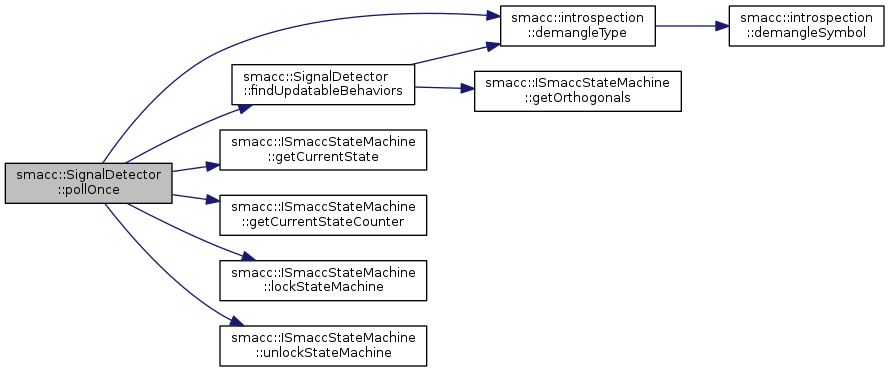 smacc::SignalDetector
::pollOnce
smacc::introspection
::demangleType
smacc::introspection
::demangleSymbol
smacc::SignalDetector
::findUpdatableBehaviors
smacc::ISmaccStateMachine
::getOrthogonals
smacc::ISmaccStateMachine
::getCurrentState
smacc::ISmaccStateMachine
::getCurrentStateCounter
smacc::ISmaccStateMachine
::lockStateMachine
smacc::ISmaccStateMachine
::unlockStateMachine